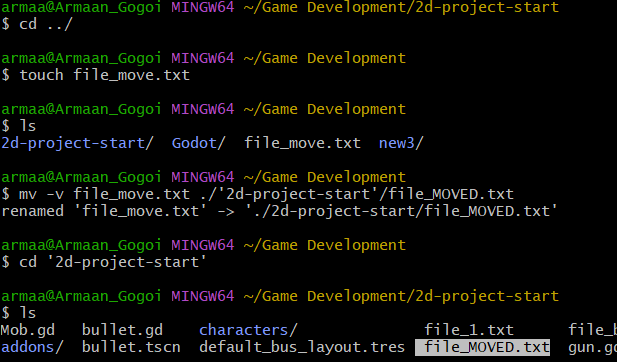 armaa@Armaan_Gogoi MINGW64 ~/Game Development/2d-project-start
$ cd ../
armaa@Armaan_Gogoi MINGW64 ~/Game Development
$ touch file_move.txt
armaa@Armaan_Gogoi MINGW64 ~/Game Development
$ ls
2d-project-start/  Godot/  file_move.txt  new3/
armaa@Armaan_Gogoi MINGW64 ~/Game Development
$ mv -v file_move.txt ./'2d-project-start'/file_MOVED.txt
renamed 'file_move.txt' -> './2d-project-start/file_MOVED.txt'
armaa@Armaan_Gogoi MINGW64 ~/Game Development
$ cd '2d-project-start'
armaa@Armaan_Gogoi MINGW64 ~/Game Development/2d-project-start
$ ls
Mob.gd   bullet.gd    characters/              file_1.txt
addons/  bullet.tscn  default_bus_layout.tres  file_MOVED.txt